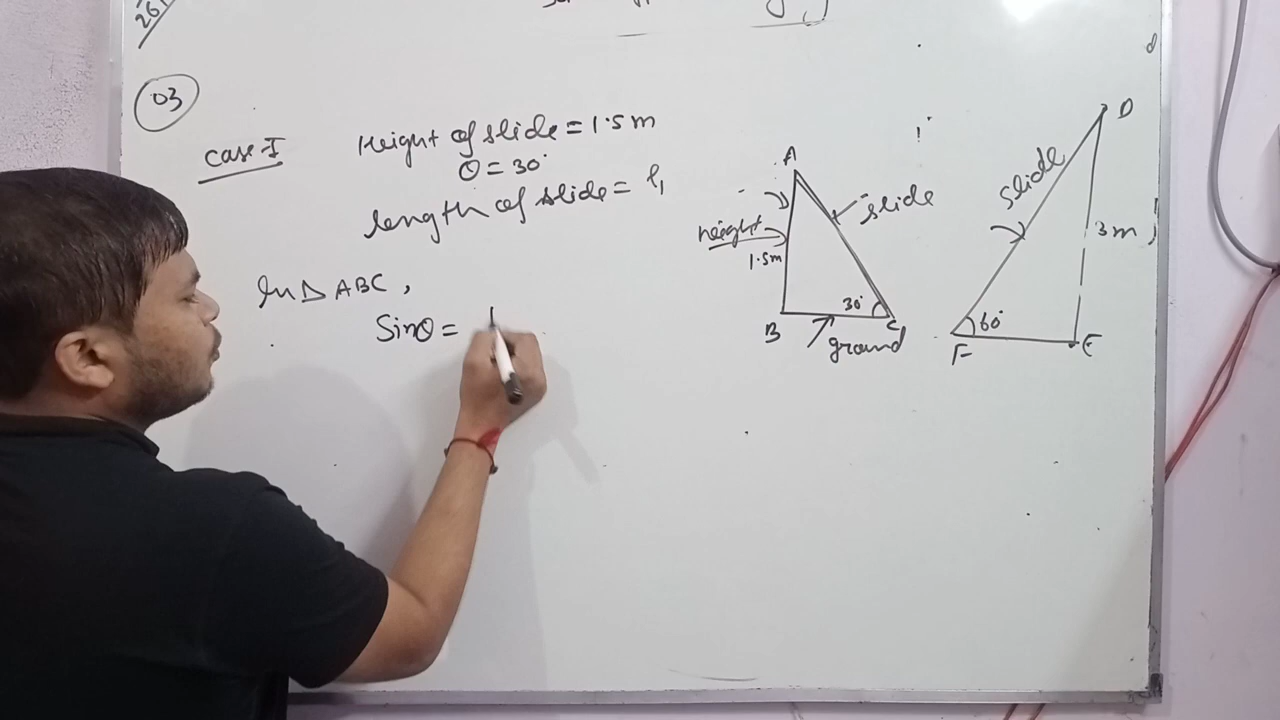 03
Case-I
Height of slide = 1.5m
θ = 30°
length of slide = l₁
In △ ABC,
Sinθ =
A
slide
height
1.5m
30°
B
C
ground
D
slide
3m
60°
F
E